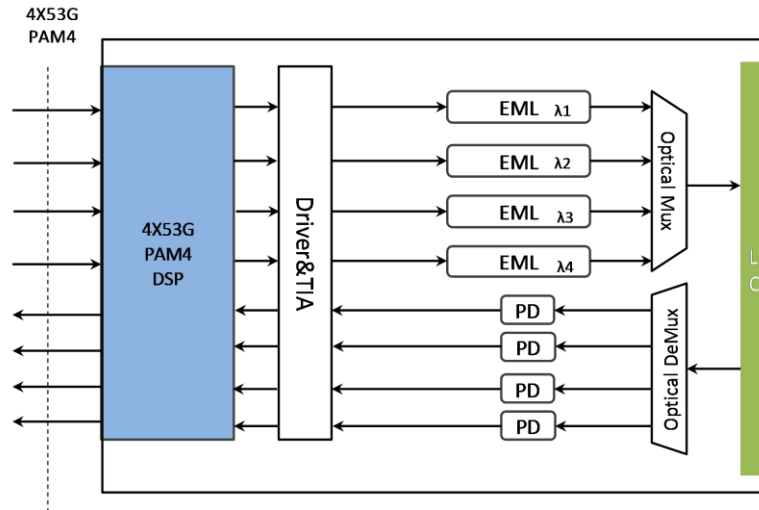 4X53G
PAM4
4X53G
PAM4
DSP
Driver&TIA
EML λ1
EML λ2
EML λ3
EML λ4
Optical Mux
PD
PD
PD
PD
Optical DeMux
L
C